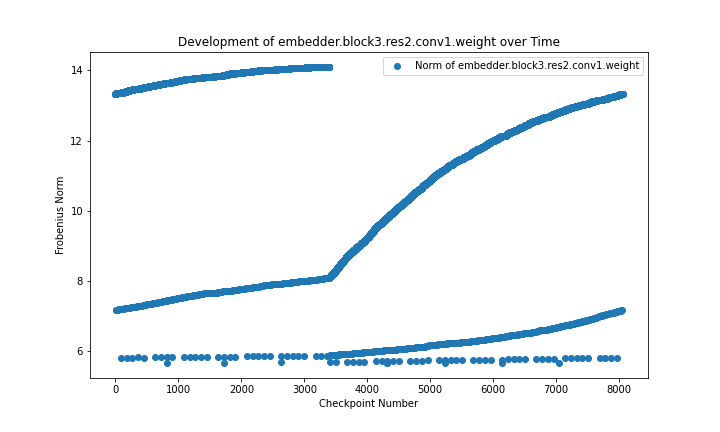 Development of embedder.block3.res2.conv1.weight over Time
Norm of embedder.block3.res2.conv1.weight
Frobenius Norm
14
12
10
8
6
0 1000 2000 3000 4000 5000 6000 7000 8000
Checkpoint Number